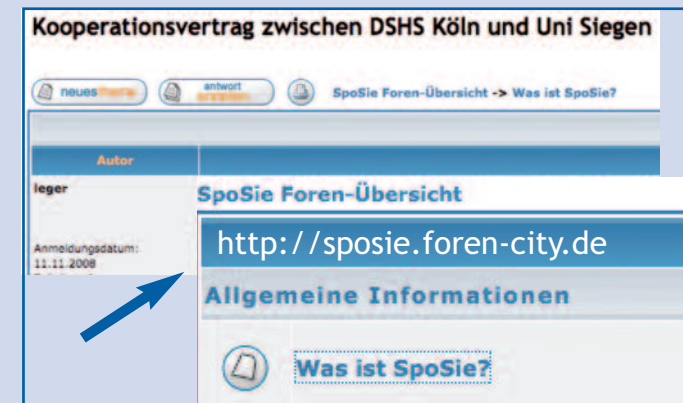 Kooperationsvertrag zwischen DSHS Köln und Uni Siegen
neues thema antwort SpoSie Foren-Übersicht -> Was ist SpoSie?
Autor
leger
Anmeldungsdatum:
11.11.2008
SpoSie Foren-Übersicht
http://sposie.foren-city.de
Allgemeine Informationen
Was ist SpoSie?